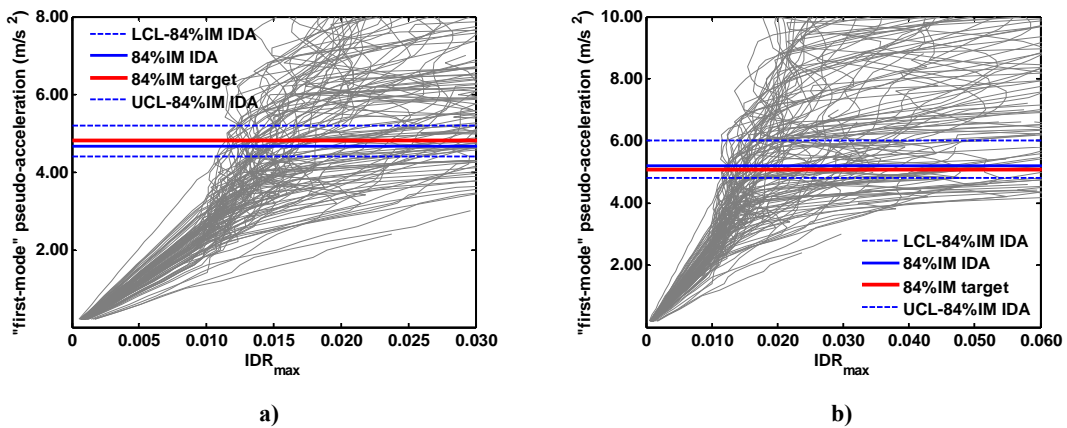 "first-mode" pseudo-acceleration (m/s²)
8.00
6.00
4.00
2.00
LCL-84%IM IDA
84%IM IDA
84%IM target
UCL-84%IM IDA
0 0.005 0.010 0.015 0.020 0.025 0.030
IDRmax
a)
"first-mode" pseudo-acceleration (m/s²)
10.00
8.00
6.00
4.00
2.00
LCL-84%IM IDA
84%IM IDA
84%IM target
UCL-84%IM IDA
0 0.010 0.020 0.030 0.040 0.050 0.060
IDRmax
b)